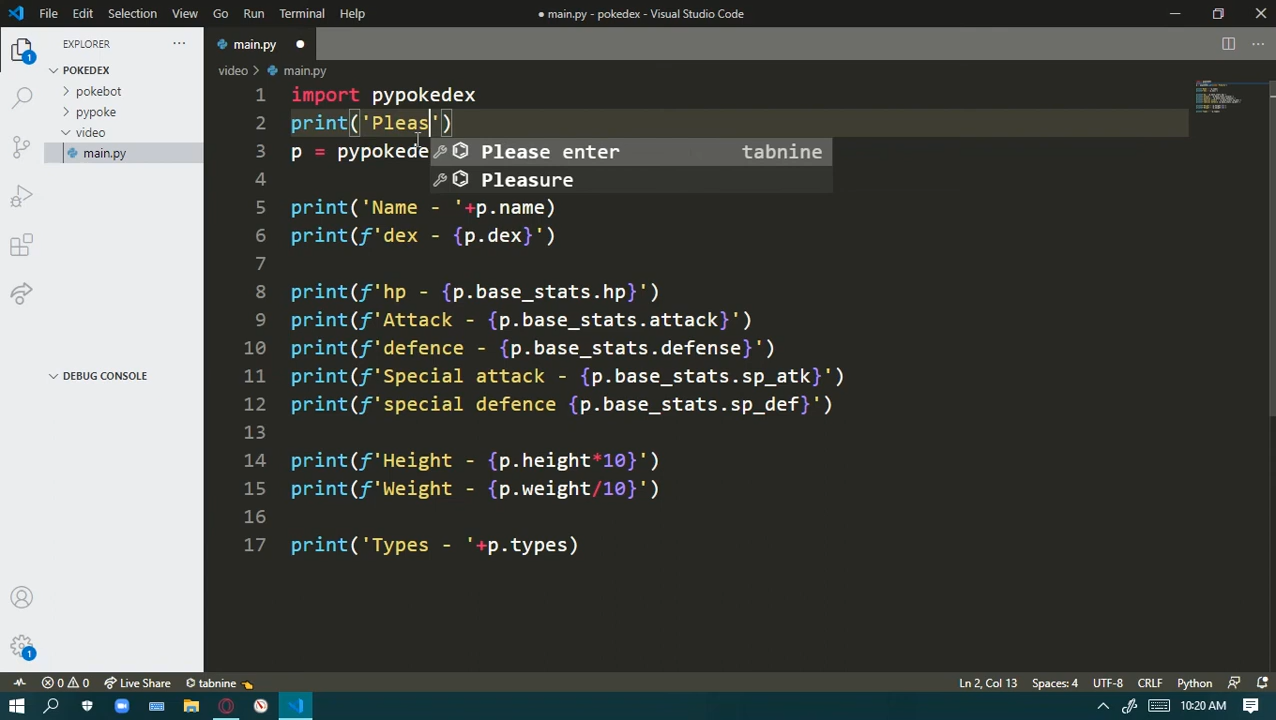 File Edit Selection View Go Run Terminal Help
● main.py - pokedex - Visual Studio Code
EXPLORER
main.py
POKEDEX
pokebot
pypoke
video
main.py
DEBUG CONSOLE
video > main.py
1 import pypokedex
2 print('Pleas')
3 p = pypokede
Please enter tabnine
Pleasure
4
5 print('Name - '+p.name)
6 print(f'dex - {p.dex}')
7
8 print(f'hp - {p.base_stats.hp}')
9 print(f'Attack - {p.base_stats.attack}')
10 print(f'defence - {p.base_stats.defense}')
11 print(f'Special attack - {p.base_stats.sp_atk}')
12 print(f'special defence {p.base_stats.sp_def}')
13
14 print(f'Height - {p.height*10}')
15 print(f'Weight - {p.weight/10}')
16
17 print('Types - '+p.types)
1
1
0 0 Live Share tabnine Ln 2, Col 13 Spaces: 4 UTF-8 CRLF Python
10:20 AM